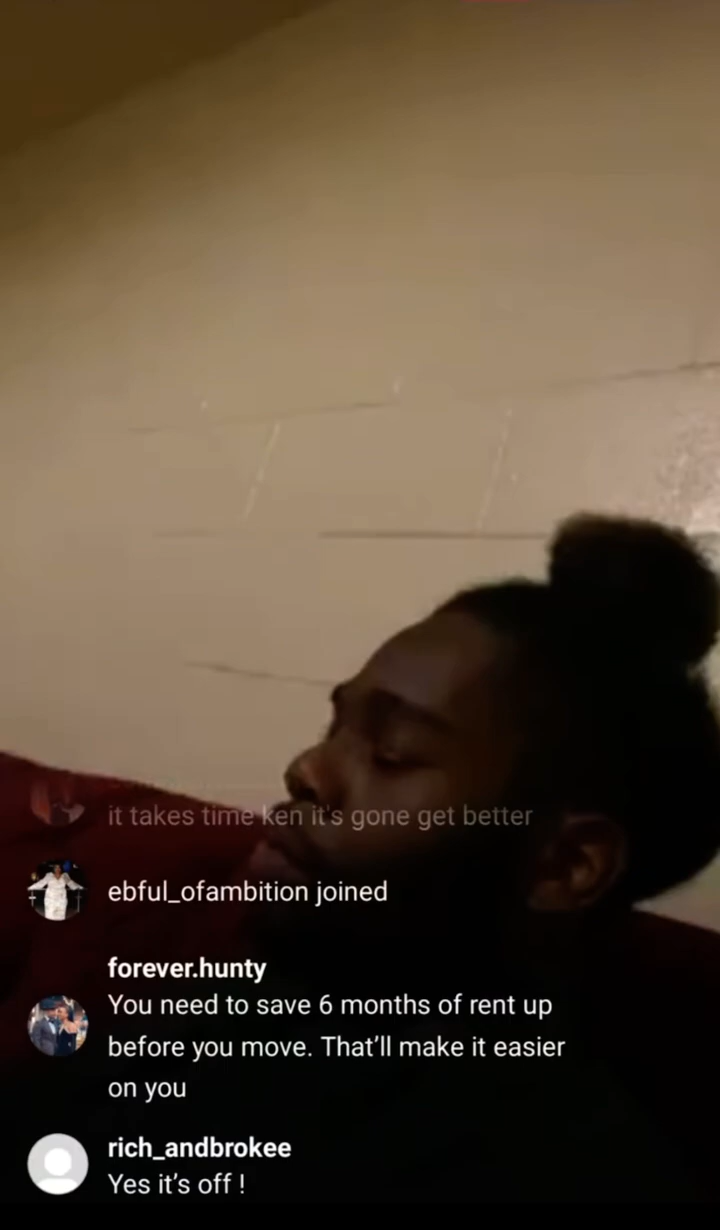 it takes time ken it's gone get better
ebful_ofambition joined
forever.hunty
You need to save 6 months of rent up
before you move. That’ll make it easier
on you
rich_andbrokee
Yes it’s off !